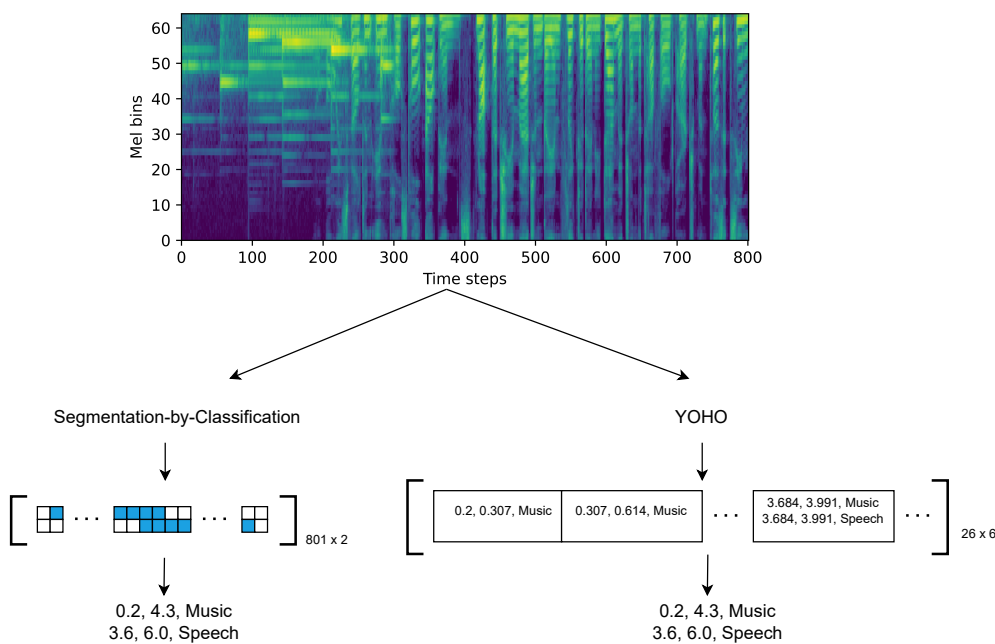 60
50
40
30
20
10
0
Mel bins
0 100 200 300 400 500 600 700 800
Time steps
Segmentation-by-Classification
YOHO
...
...
801 x 2
0.2, 0.307, Music
0.307, 0.614, Music
...
3.684, 3.991, Music
3.684, 3.991, Speech
...
26 x 6
0.2, 4.3, Music
3.6, 6.0, Speech
0.2, 4.3, Music
3.6, 6.0, Speech